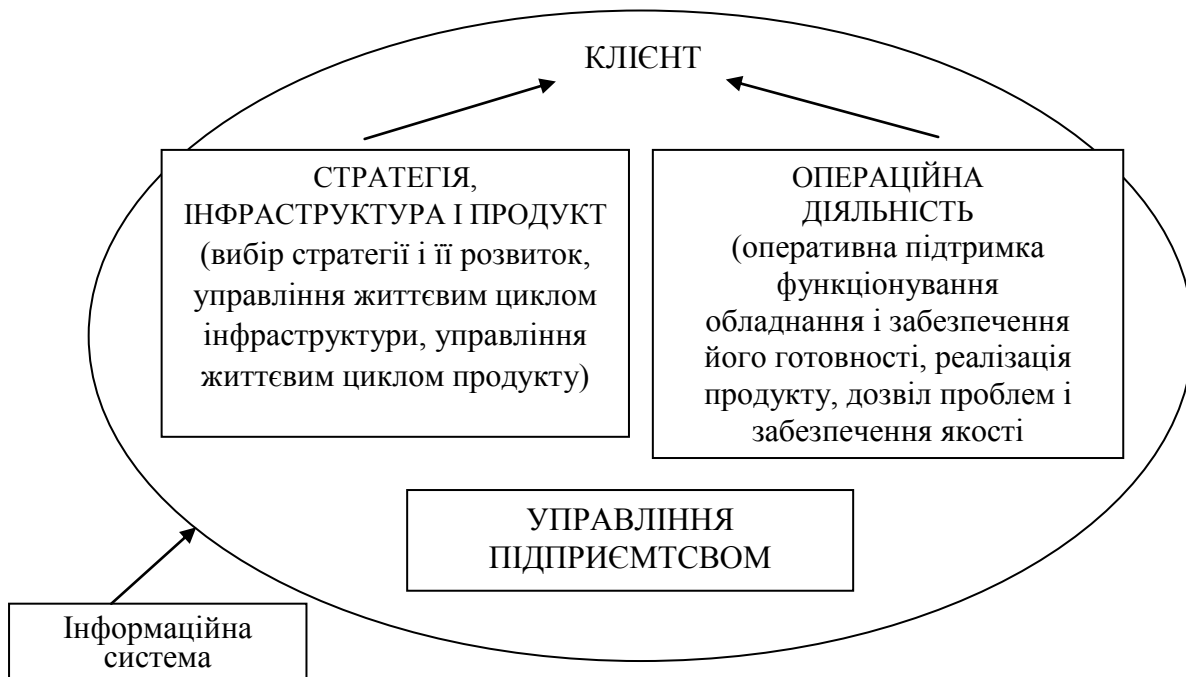 КЛІЄНТ
СТРАТЕГІЯ,
ІНФРАСТРУКТУРА І ПРОДУКТ
(вибір стратегії і її розвиток,
управління життєвим циклом
інфраструктури, управління
життєвим циклом продукту)
ОПЕРАЦІЙНА
ДІЯЛЬНІСТЬ
(оперативна підтримка
функціонування
обладнання і забезпечення
його готовності, реалізація
продукту, дозвіл проблем і
забезпечення якості
УПРАВЛІННЯ
ПІДПРИЄМТСВОМ
Інформаційна
система